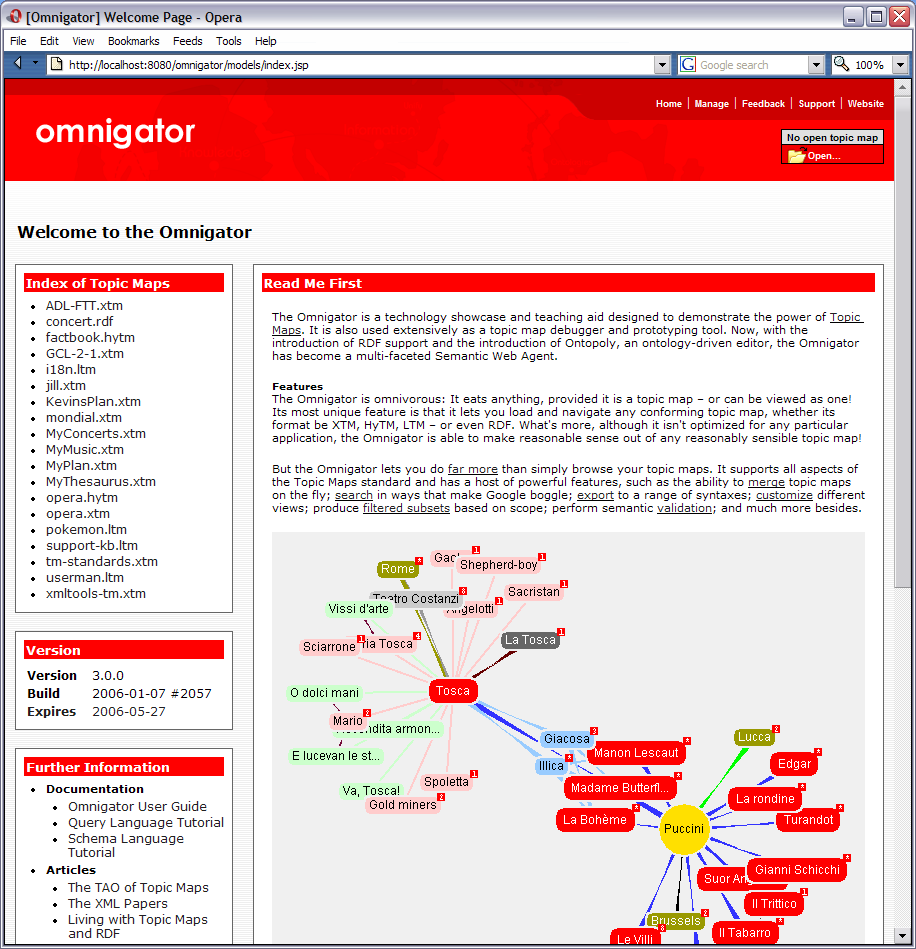 [Omnigator] Welcome Page - Opera
File Edit View Bookmarks Feeds Tools Help
http://localhost:8080/omnigator/models/index.jsp
Google search
100%
Home | Manage | Feedback | Support | Website
omnigator
No open topic map
Open...
Welcome to the Omnigator
Index of Topic Maps
ADL-FTT.xtm
concert.rdf
factbook.hytm
GCL-2-1.xtm
i18n.ltm
jill.xtm
KevinsPlan.xtm
mondial.xtm
MyConcerts.xtm
MyMusic.xtm
MyPlan.xtm
MyThesaurus.xtm
opera.hytm
opera.xtm
pokemon.ltm
support-kb.ltm
tm-standards.xtm
userman.ltm
xmltools-tm.xtm
Version
Version 3.0.0
Build 2006-01-07 #2057
Expires 2006-05-27
Further Information
Documentation
Omnigator User Guide
Query Language Tutorial
Schema Language
Tutorial
Articles
The TAO of Topic Maps
The XML Papers
Living with Topic Maps
and RDF
Read Me First
The Omnigator is a technology showcase and teaching aid designed to demonstrate the power of Topic
Maps. It is also used extensively as a topic map debugger and prototyping tool. Now, with the
introduction of RDF support and the introduction of Ontopoly, an ontology-driven editor, the Omnigator
has become a multi-faceted Semantic Web Agent.
Features
The Omnigator is omnivorous: It eats anything, provided it is a topic map – or can be viewed as one!
Its most unique feature is that it lets you load and navigate any conforming topic map, whether its
format be XTM, HyTM, LTM – or even RDF. What's more, although it isn't optimized for any particular
application, the Omnigator is able to make reasonable sense out of any reasonably sensible topic map!
But the Omnigator lets you do far more than simply browse your topic maps. It supports all aspects of
the Topic Maps standard and has a host of powerful features, such as the ability to merge topic maps
on the fly; search in ways that make Google boggle; export to a range of syntaxes; customize different
views; produce filtered subsets based on scope; perform semantic validation; and much more besides.
Rome
Shepherd-boy
Teatro Costanzi
Sacristan
Vissi d'arte
Angelotti
Sciarrone
Tosca
La Tosca
Tosca
O dolci mani
Mario
armon...
E lucevan le st...
Va, Tosca!
Spoletta
Gold miners
Giacosa
Illica
Manon Lescaut
Madame Butterfl...
La Bohème
Lucca
Edgar
La rondine
Turandot
Puccini
Gianni Schicchi
Suor
Il Trittico
Brussels
Il Tabarro
Le Villi